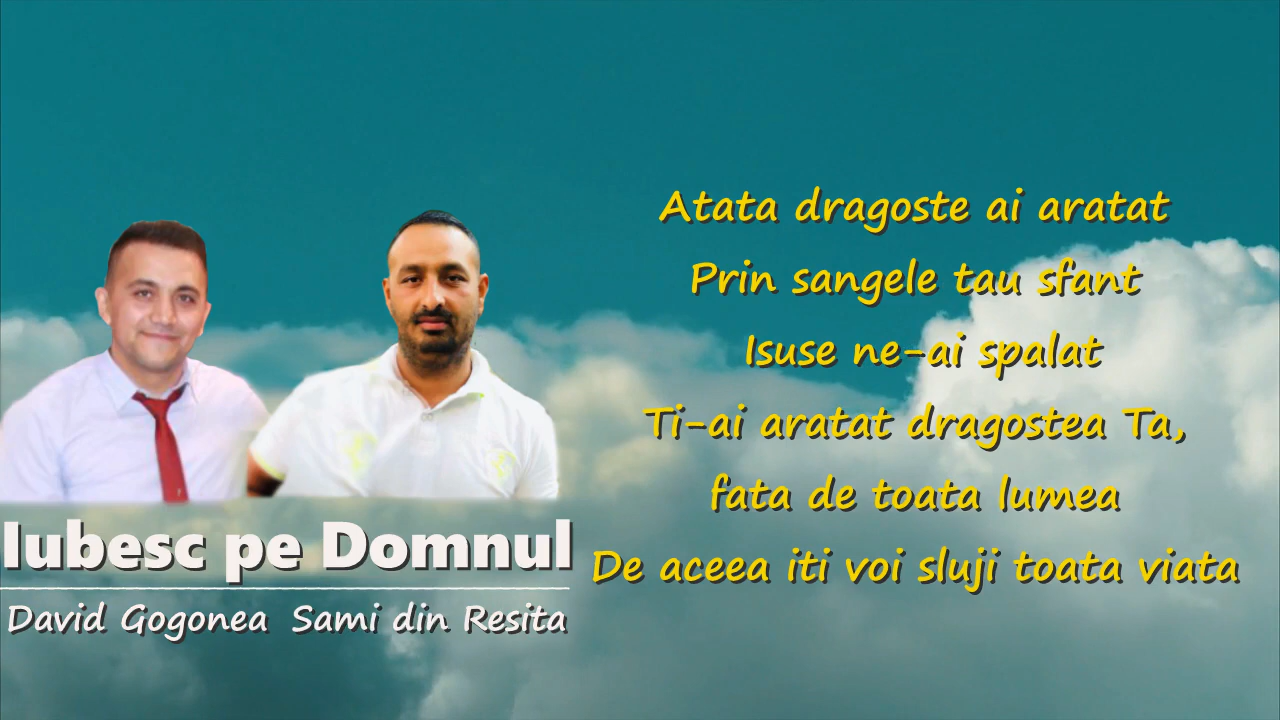 Atata dragoste ai aratat
Prin sangele tau sfant
Isuse ne-ai spalat
Ti-ai aratat dragostea Ta,
fata de toata lumea
De aceea iti voi sluji toata viata
Iubesc pe Domnul
David Gogonea Sami din Resita